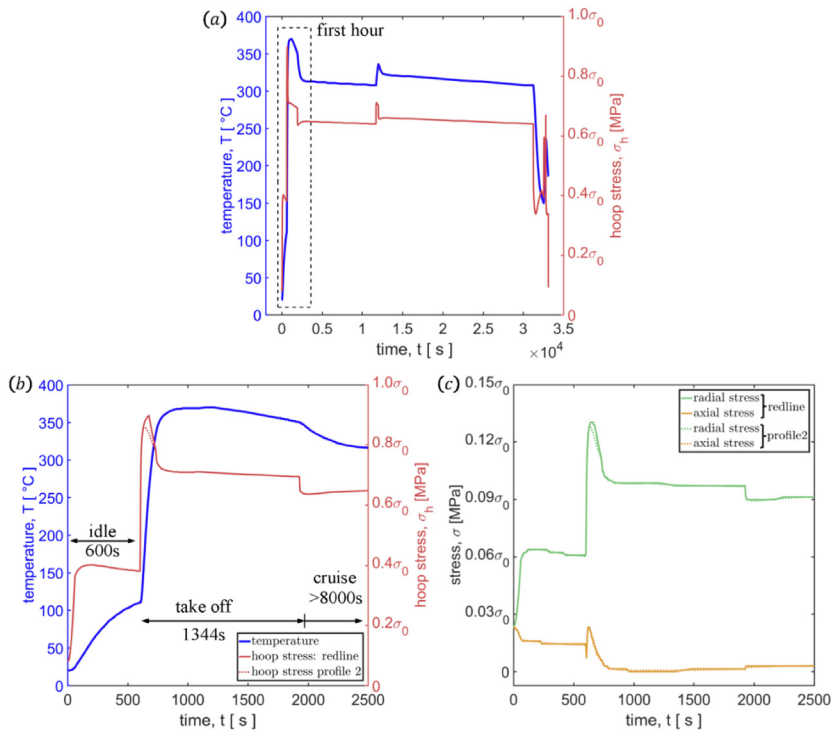 (a)
first hour
temperature, T [ °C]
400
350
300
250
200
150
100
50
0
1.0σ0
0.8σ0
0.6σ0
0.4σ0
0.2σ0
0
hoop stress, σh [MPa]
0
0.5
1
1.5
2
2.5
3
3.5
×10^4
time, t [ s ]
(b)
temperature, T [ °C]
400
350
300
250
200
150
100
50
0
1.0σ0
0.8σ0
0.6σ0
0.4σ0
0.2σ0
0
hoop stress, σh [MPa]
idle
600s
take off
1344s
cruise
>8000s
temperature
hoop stress: redline
hoop stress profile 2
0
500
1000
1500
2000
2500
time, t [ s ]
(c)
stress, σ [MPa]
0.15σ0
0.12σ0
0.09σ0
0.06σ0
0.03σ0
0
radial stress
axial stress
redline
radial stress
axial stress
profile2
0
500
1000
1500
2000
2500
time, t [ s ]